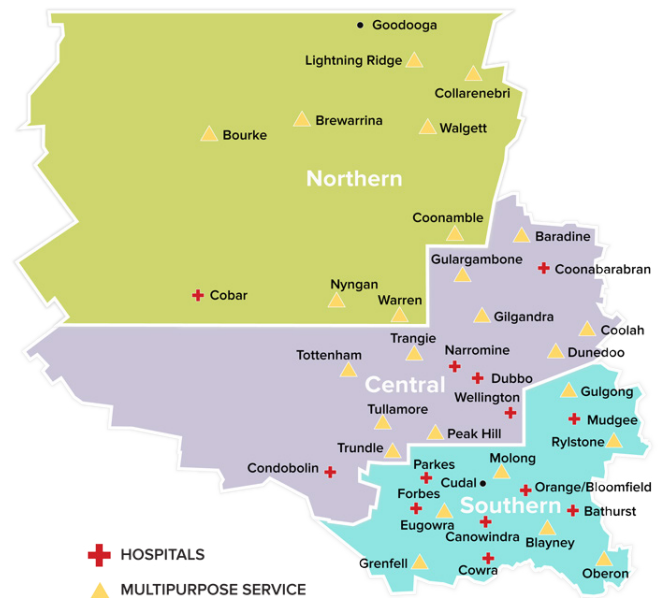 Goodooga
Lightning Ridge
Collarenebri
Brewarrina
Walgett
Bourke
Northern
Coonamble
Baradine
Gulargambone
Coonabarabran
Nyngan
Cobar
Warren
Gilgandra
Coolah
Trangie
Narromine
Tottenham
Dunedoo
Dubbo
Central
Wellington
Gulgong
Tullamore
Mudgee
Peak Hill
Rylstone
Trundle
Molong
Parkes
Condobolin
Cudal
Orange/Bloomfield
Forbes
Southern
Bathurst
Eugowra
Canowindra
Blayney
HOSPITALS
Grenfell
Cowra
Oberon
MULTIPURPOSE SERVICE